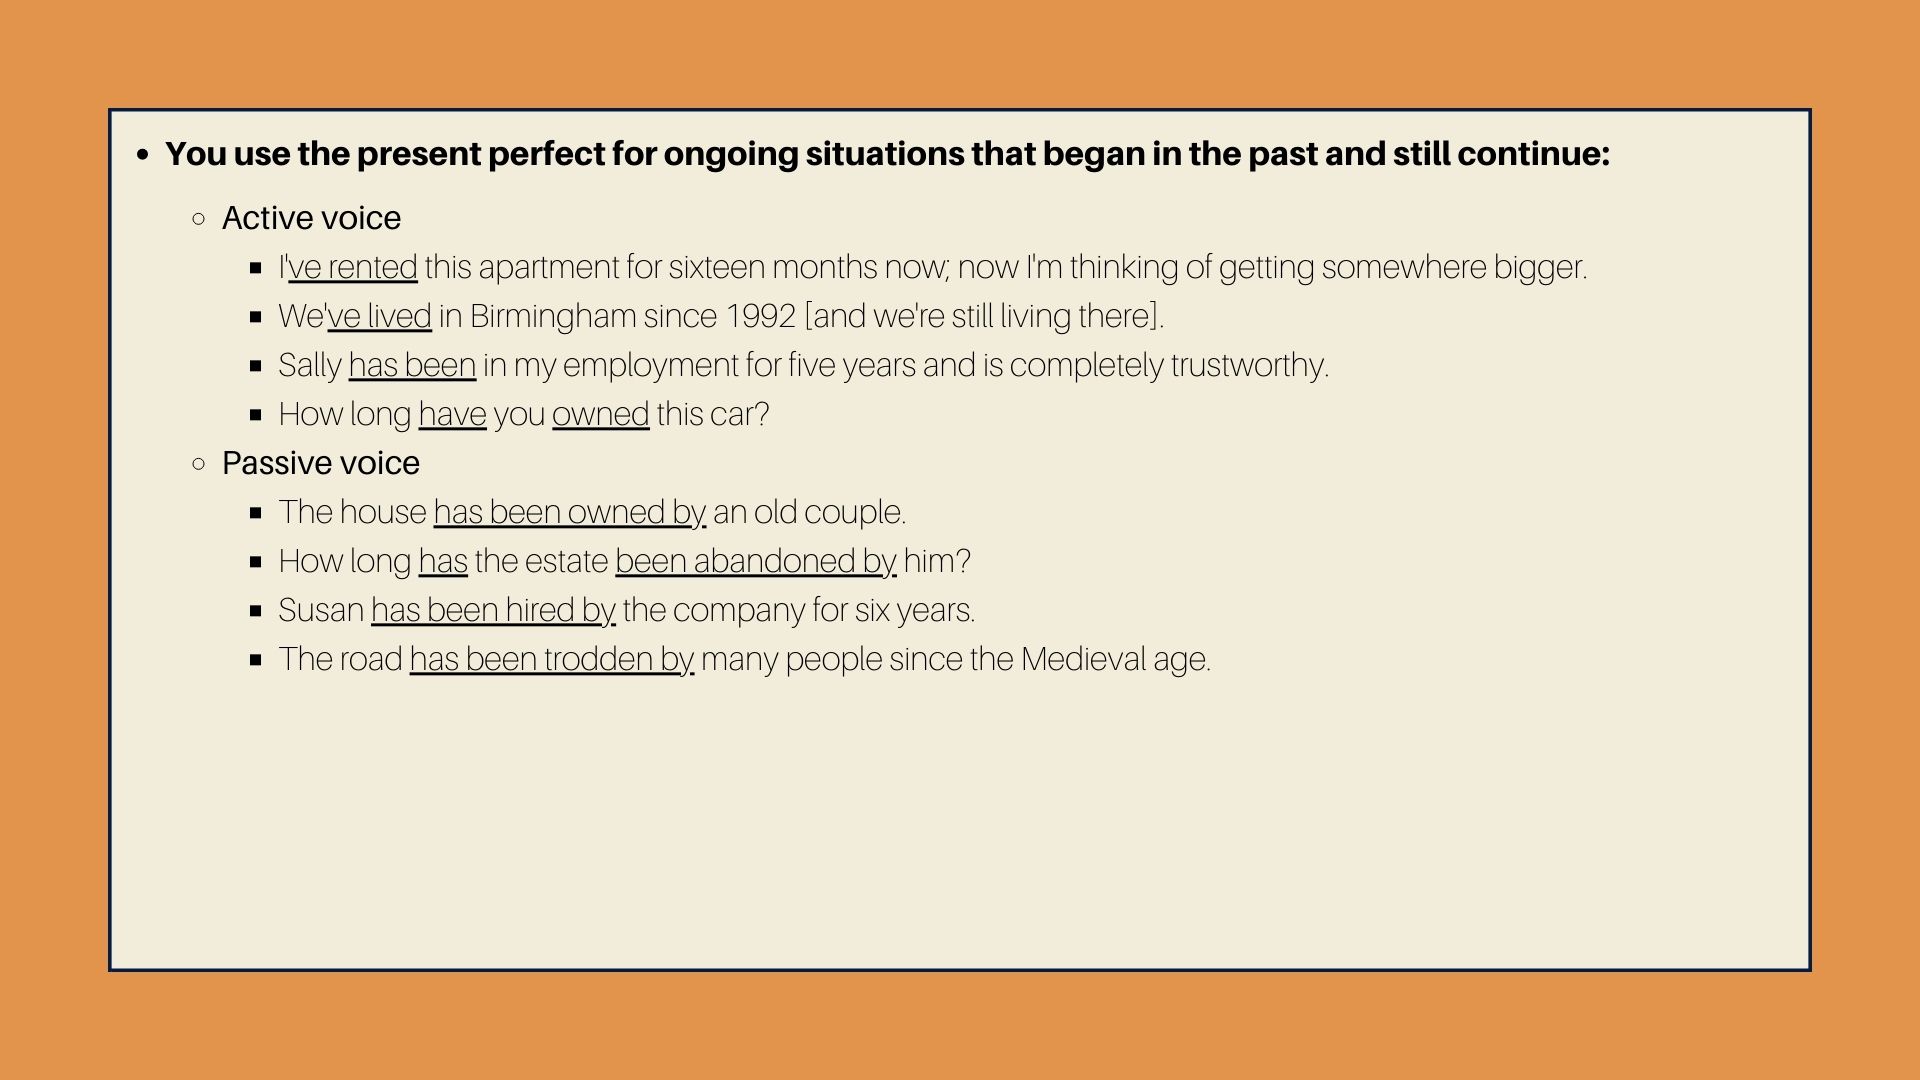 You use the present perfect for ongoing situations that began in the past and still continue:
Active voice
I've rented this apartment for sixteen months now; now I'm thinking of getting somewhere bigger.
We've lived in Birmingham since 1992 [and we're still living there].
Sally has been in my employment for five years and is completely trustworthy.
How long have you owned this car?
Passive voice
The house has been owned by an old couple.
How long has the estate been abandoned by him?
Susan has been hired by the company for six years.
The road has been trodden by many people since the Medieval age.